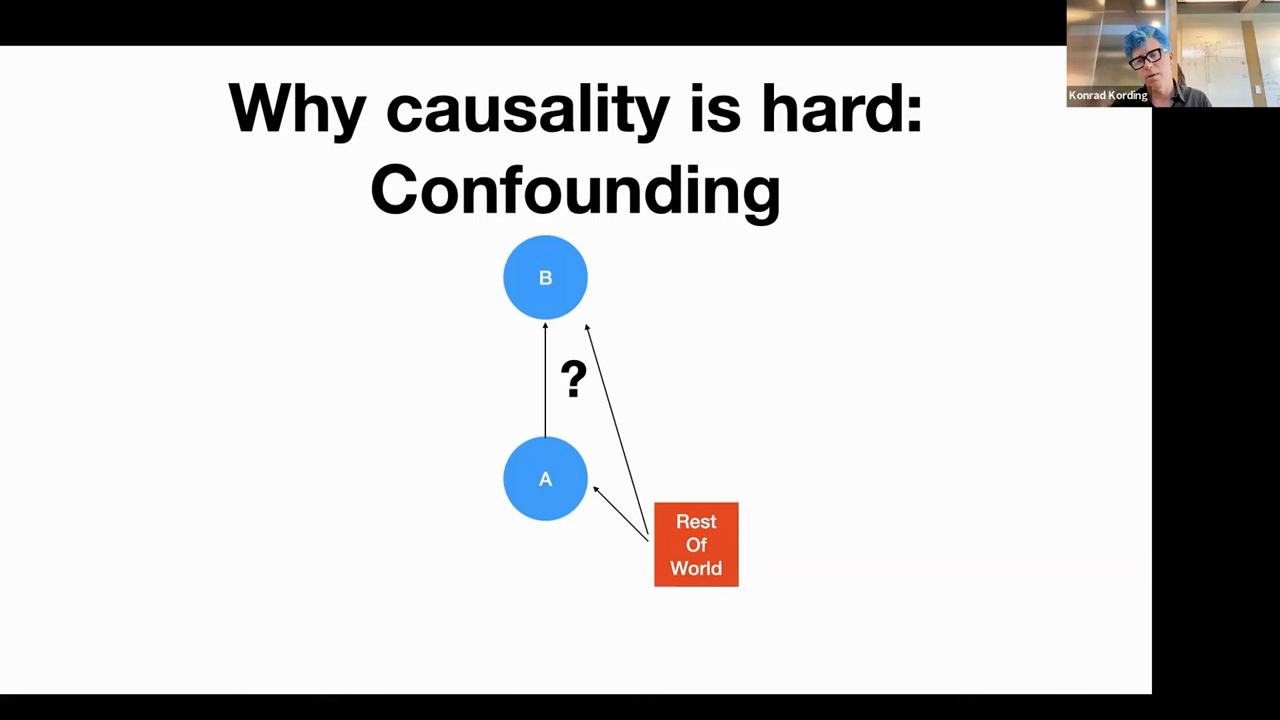 Why causality is hard:
Confounding
Konrad Kording
B
?
A
Rest
Of
World